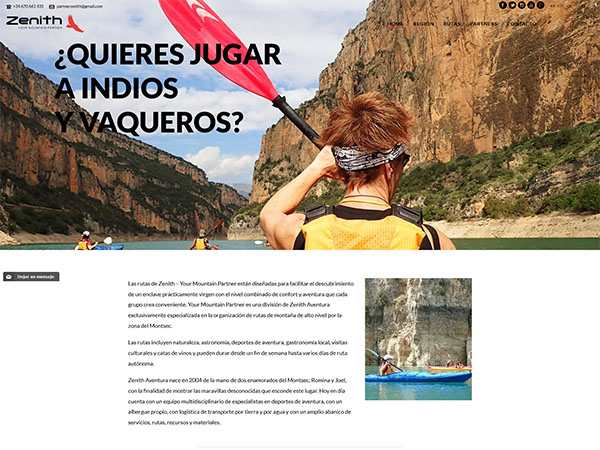 +34 670 661 435 partnerzenith@gmail.com
Zenith
YOUR MOUNTAIN PARTNER
HOME REGION RUTAS PARTNERS CONTACTO
¿QUIERES JUGAR
A INDIOS
Y VAQUEROS?
Dejar un mensaje
Las rutas de Zenith – Your Mountain Partner están diseñadas para facilitar el descubrimiento
de un enclave prácticamente virgen con el nivel combinado de confort y aventura que cada
grupo crea conveniente. Your Mountain Partner es una división de Zenith Aventura
exclusivamente especializada en la organización de rutas de montaña de alto nivel por la
zona del Montsec.
Las rutas incluyen naturaleza, astronomía, deportes de aventura, gastronomía local, visitas
culturales y catas de vinos y pueden durar desde un fin de semana hasta varios días de ruta
autónoma.
Zenith Aventura nace en 2004 de la mano de dos enamorados del Montsec, Romina y Joel,
con la finalidad de mostrar las maravillas desconocidas que esconde este lugar. Hoy en día
cuenta con un equipo multidisciplinario de especialistas en deportes de aventura, con un
albergue propio, con logística de transporte por tierra y por agua y con un amplio abanico de
servicios, rutas, recursos y materiales.